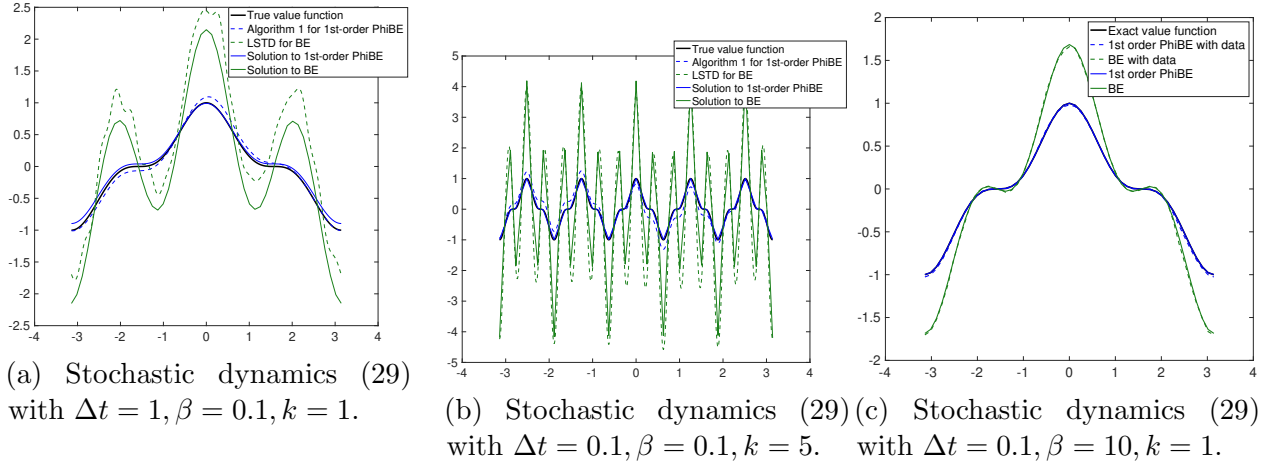 2.5
2
1.5
1
0.5
0
-0.5
-1
-1.5
-2
-2.5
-4 -3 -2 -1 0 1 2 3 4
True value function
Algorithm 1 for 1st-order PhiBE
LSTD for BE
Solution to 1st-order PhiBE
Solution to BE
(a) Stochastic dynamics (29)
with Δt = 1, β = 0.1, k = 1.
5
4
3
2
1
0
-1
-2
-3
-4
-5
-4 -3 -2 -1 0 1 2 3 4
True value function
Algorithm 1 for 1st-order PhiBE
LSTD for BE
Solution to 1st-order PhiBE
Solution to BE
(b) Stochastic dynamics (29)
with Δt = 0.1, β = 0.1, k = 5.
2
1.5
1
0.5
0
-0.5
-1
-1.5
-2
-4 -3 -2 -1 0 1 2 3 4
Exact value function
1st order PhiBE with data
BE with data
1st order PhiBE
BE
(c) Stochastic dynamics (29)
with Δt = 0.1, β = 10, k = 1.